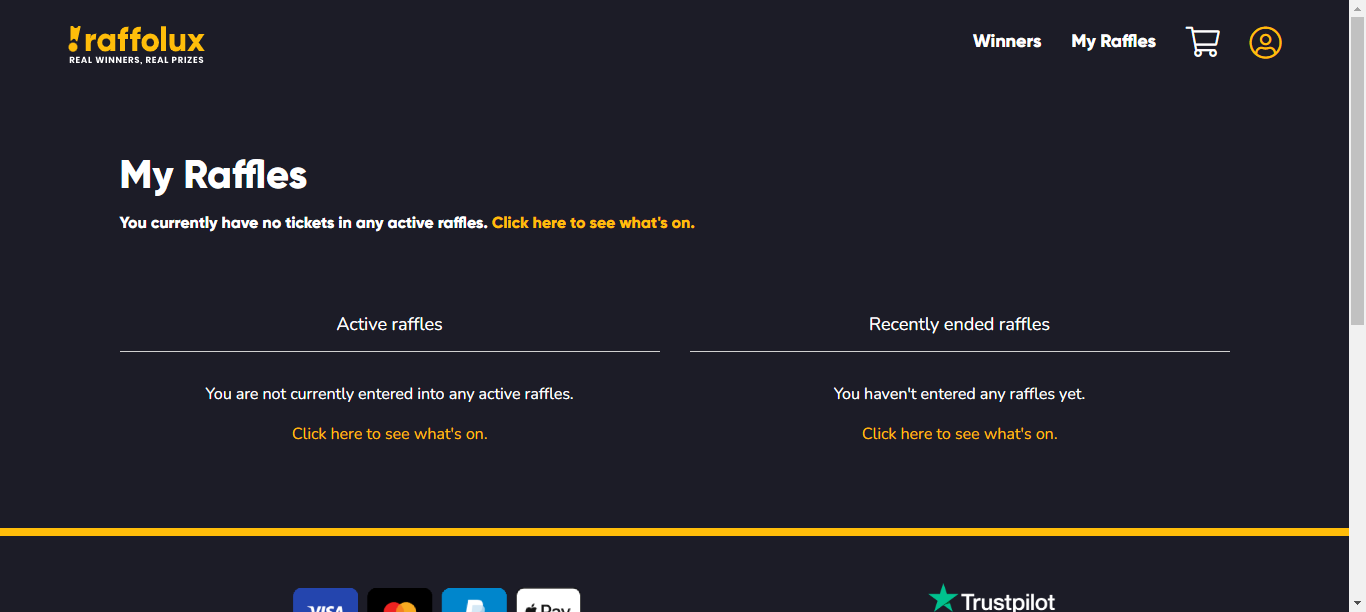 raffolux
REAL WINNERS, REAL PRIZES
Winners
My Raffles
My Raffles
You currently have no tickets in any active raffles. Click here to see what's on.
Active raffles
Recently ended raffles
You are not currently entered into any active raffles.
You haven't entered any raffles yet.
Click here to see what's on.
Click here to see what's on.
VISA
Pay
Trustpilot